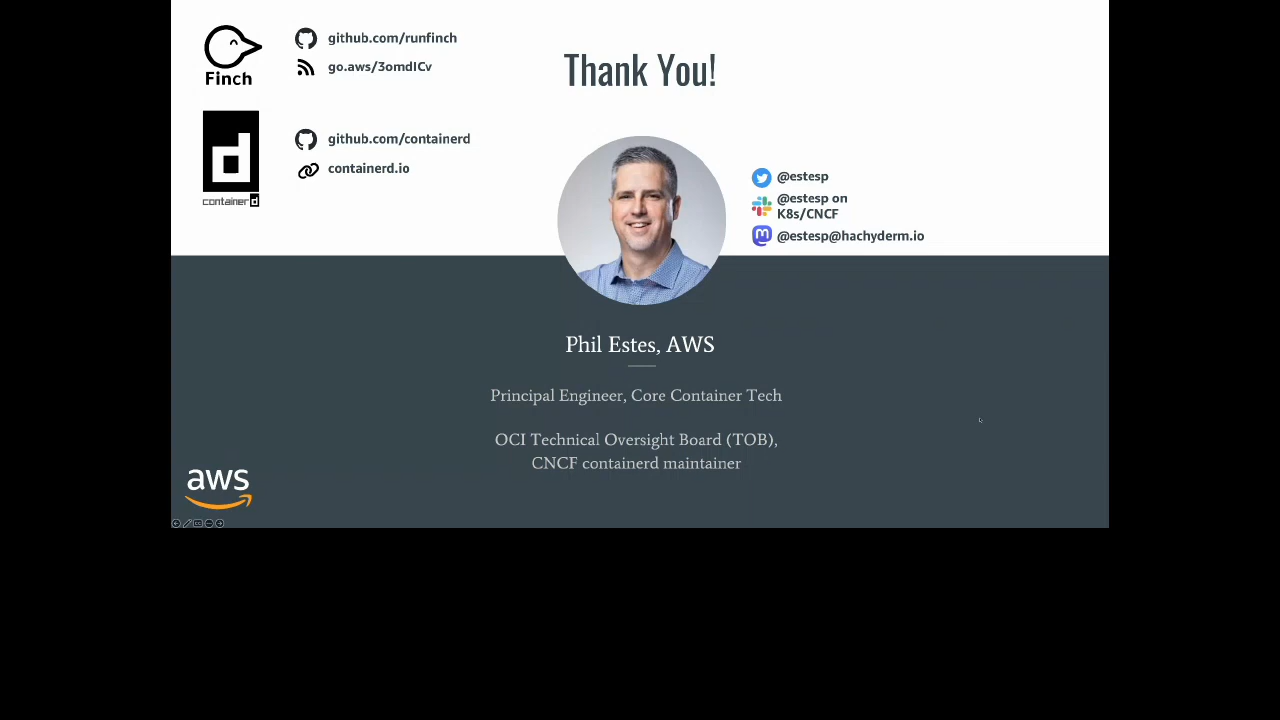 Finch
github.com/runfinch
go.aws/3omdICv
Thank You!
github.com/containerd
containerd.io
d
containerd
@estesp
@estesp on
K8s/CNCF
@estesp@hachyderm.io
Phil Estes, AWS
Principal Engineer, Core Container Tech
OCI Technical Oversight Board (TOB),
CNCF containerd maintainer
aws